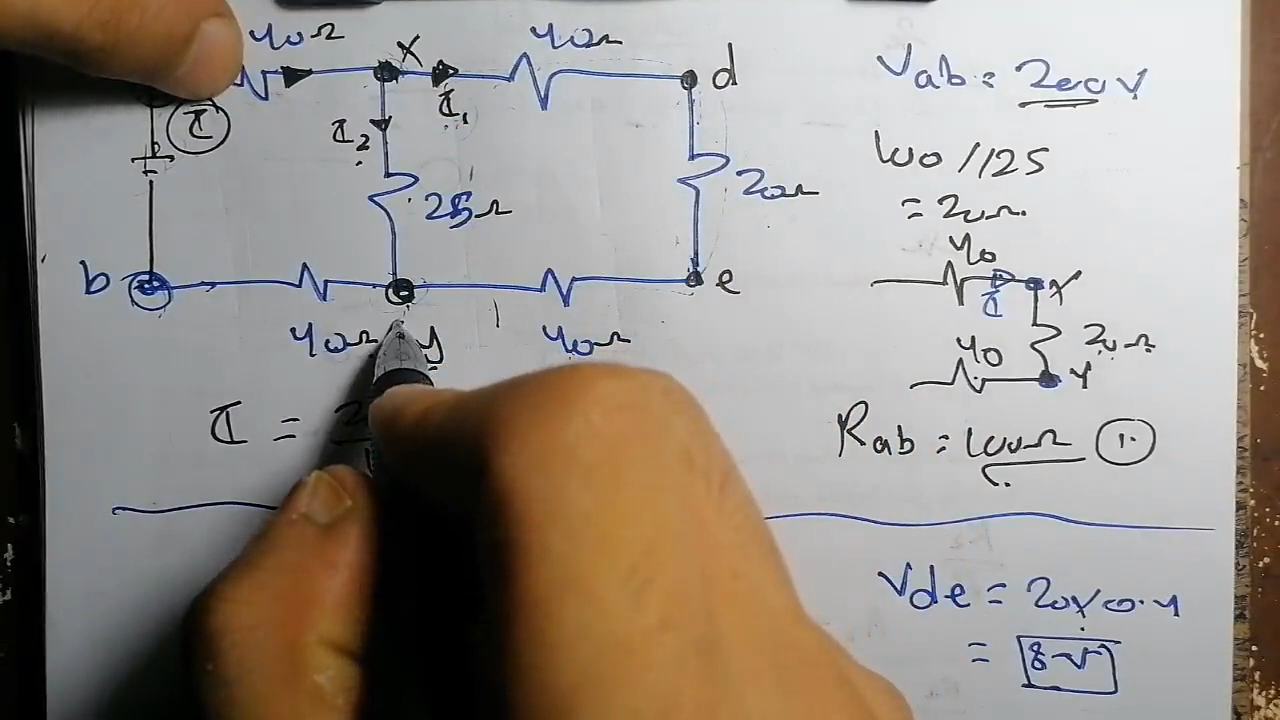 40Ω X 40Ω d
I
I₂ I₁
25Ω 20Ω
b e
40Ω y 40Ω
I = 2
Vab = 200V
100 // 25
= 20Ω
40 X
I
40 20Ω
Y
Rab = 100Ω 1.
Vde = 20×0.4
= 8V